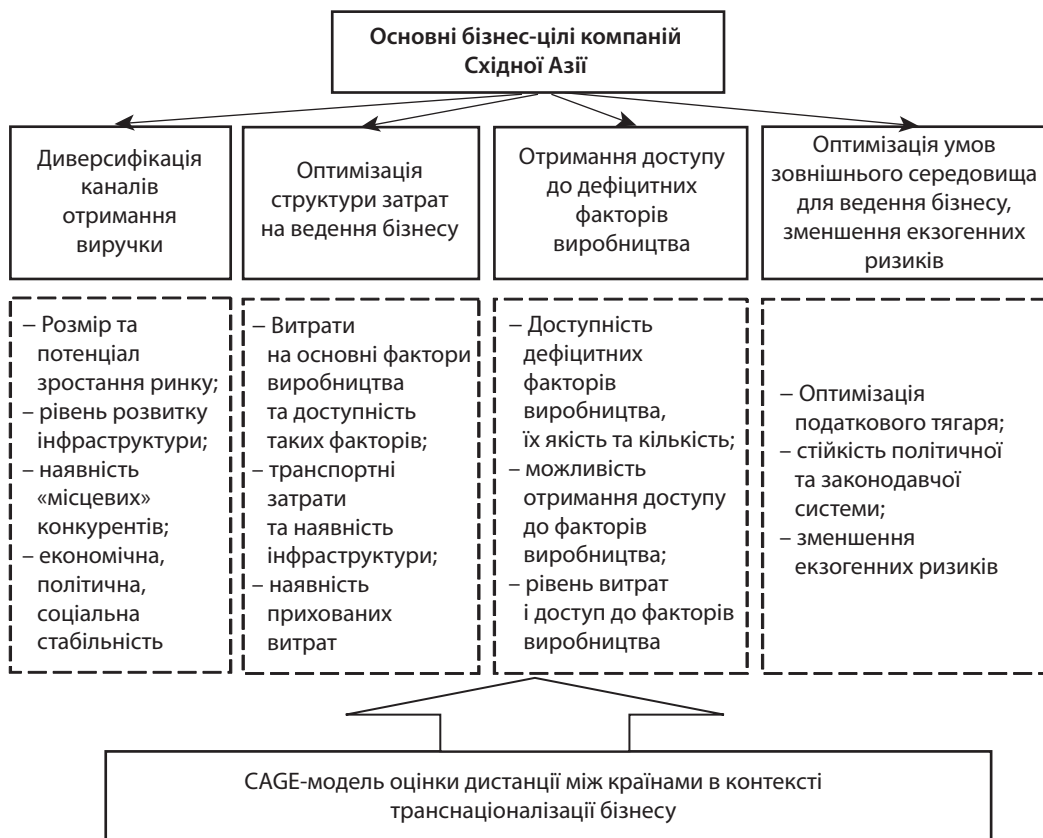 Основні бізнес-цілі компаній
Східної Азії
Диверсифікація
каналів
отримання
виручки
Оптимізація
структури затрат
на ведення бізнесу
Отримання доступу
до дефіцитних
факторів
виробництва
Оптимізація умов
зовнішнього середовища
для ведення бізнесу,
зменшення екзогенних
ризиків
– Розмір та
потенціал
зростання ринку;
– рівень розвитку
інфраструктури;
– наявність
«місцевих»
конкурентів;
– економічна,
політична,
соціальна
стабільність
– Витрати
на основні фактори
виробництва
та доступність
таких факторів;
– транспортні
затрати
та наявність
інфраструктури;
– наявність
прихованих
витрат
– Доступність
дефіцитних
факторів
виробництва,
їх якість та кількість;
– можливість
отримання доступу
до факторів
виробництва;
– рівень витрат
і доступ до факторів
виробництва
– Оптимізація
податкового тягаря;
– стійкість політичної
та законодавчої
системи;
– зменшення
екзогенних ризиків
CAGE-модель оцінки дистанції між країнами в контексті
транснаціоналізації бізнесу